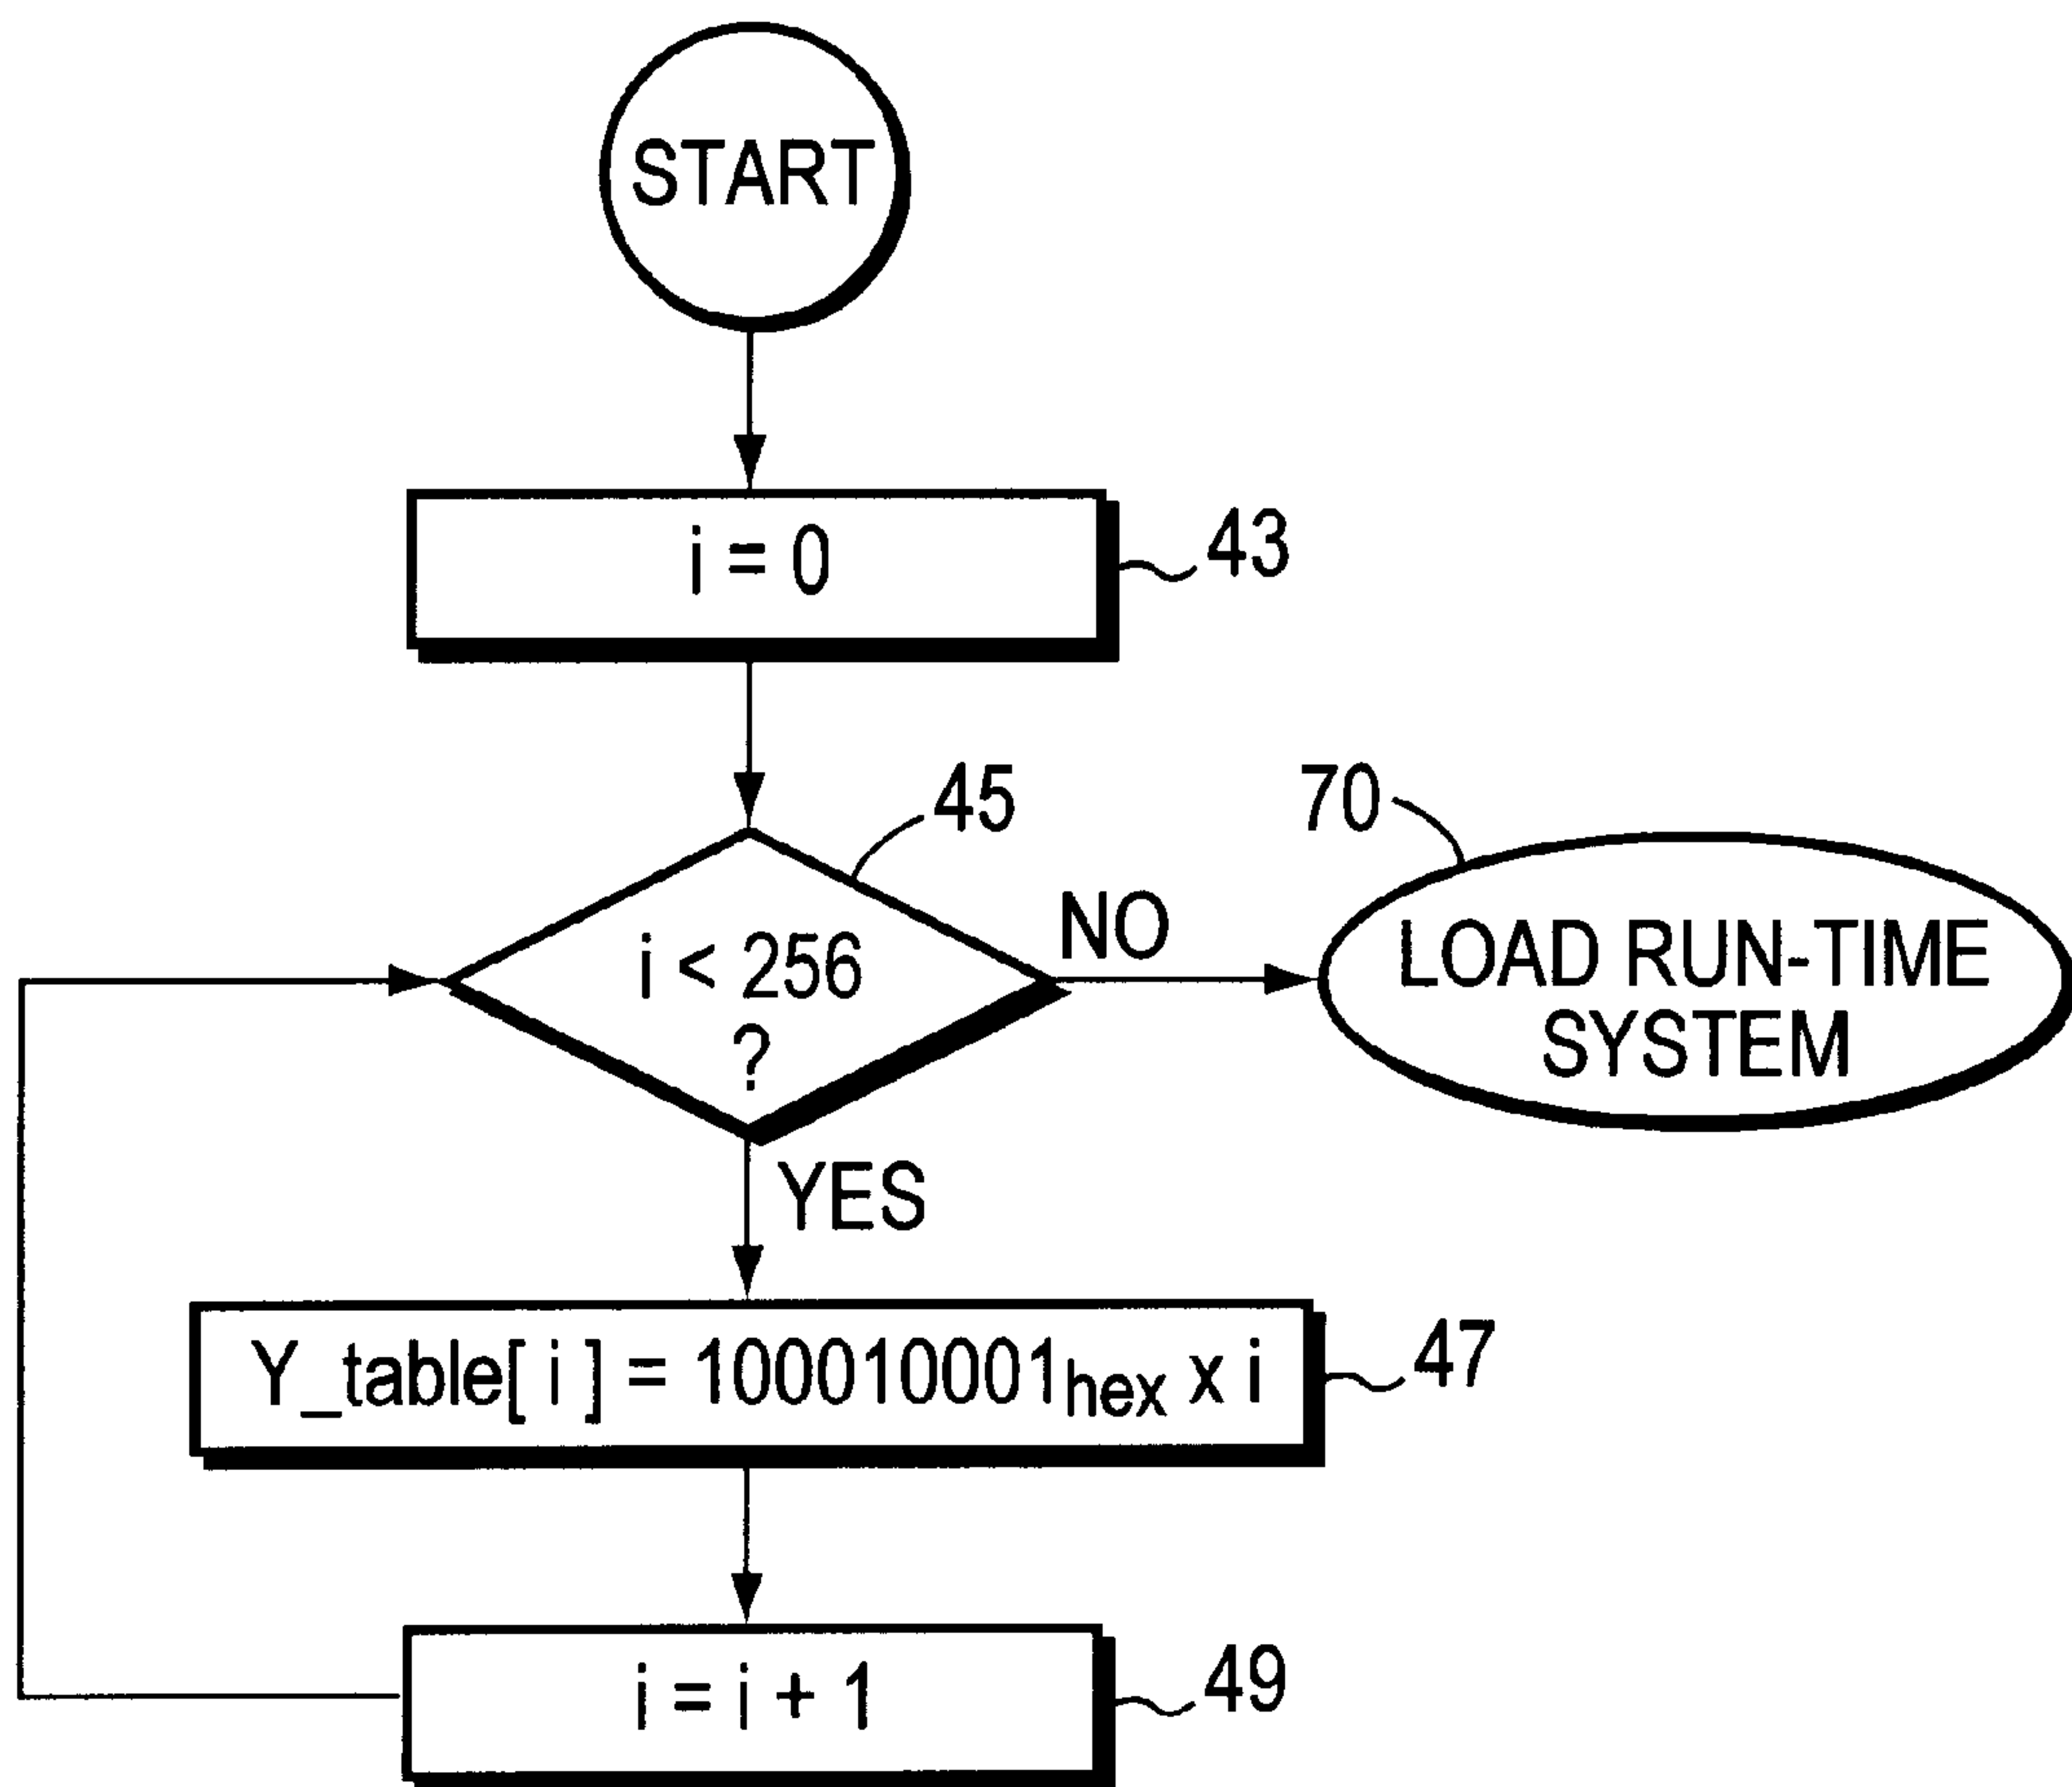 START
i = 0
43
45
70
i < 256
?
NO
LOAD RUN-TIME
SYSTEM
YES
Y_table[ i ] = 100010001hex x i
47
i = i + 1
49